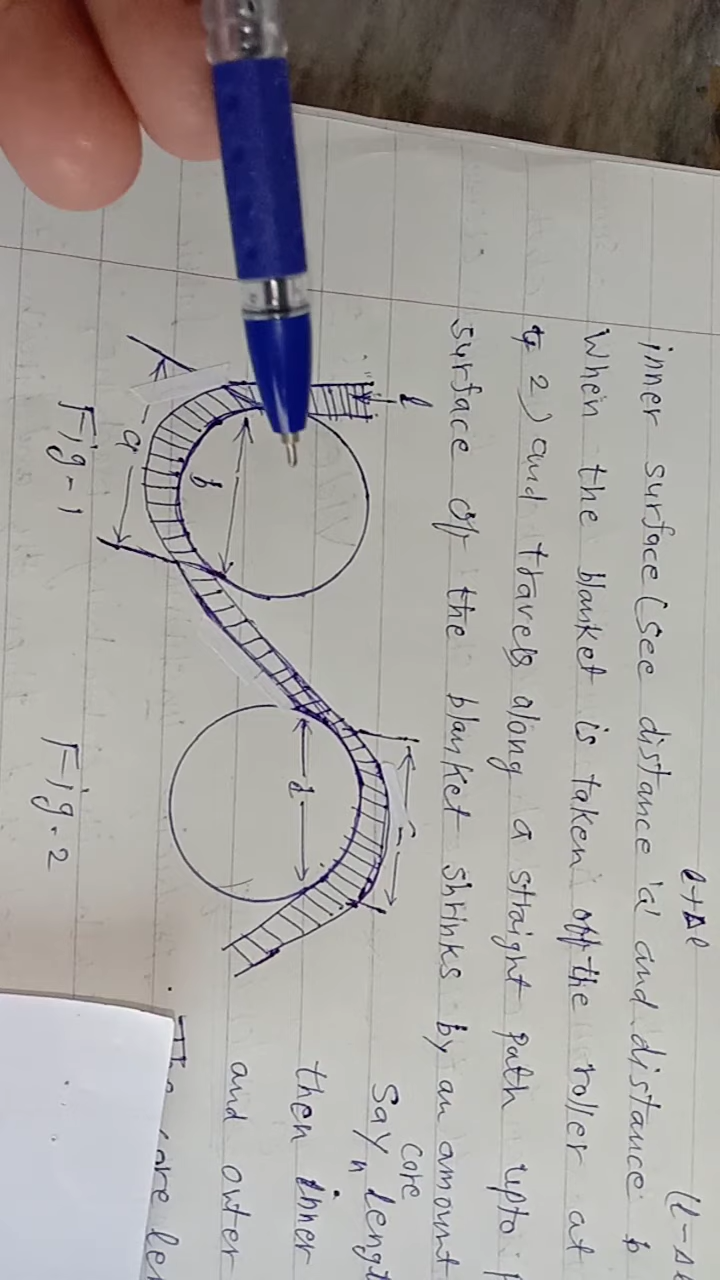 l+Δl
(l-Δl
inner surface (see distance 'a' and distance b
When the blanket is taken off the roller at
2) and travels along a straight path upto
surface of the blanket shrinks by an amount
core
Say, length
then inner
and outer
l
a
b
c
d
Fig-1
Fig. 2